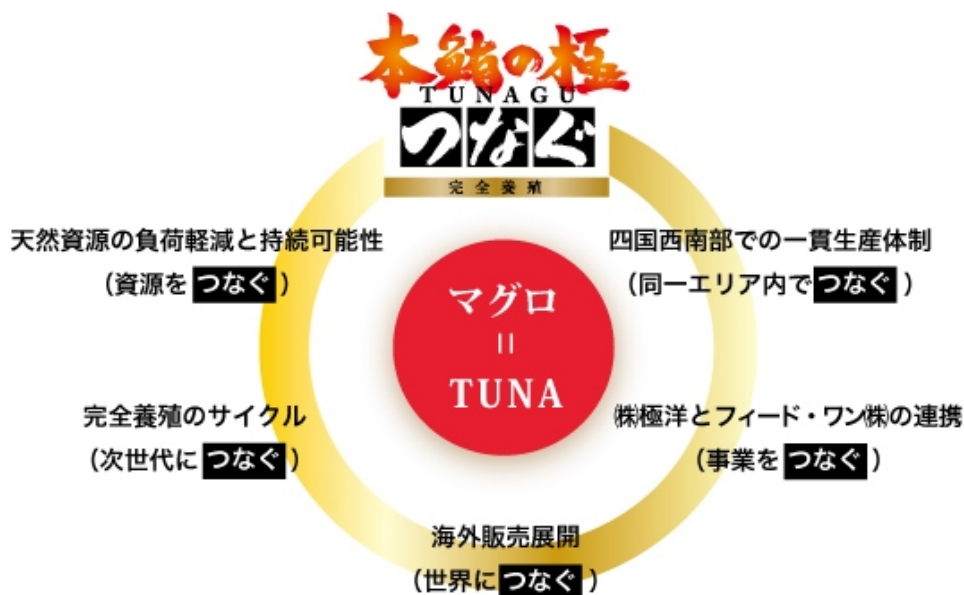 本鮪の極
TUNAGU
つなぐ
完全養殖
天然資源の負荷軽減と持続可能性
(資源を つなぐ )
四国西南部での一貫生産体制
(同一エリア内で つなぐ )
マグロ
=
TUNA
完全養殖のサイクル
(次世代に つなぐ )
㈱極洋とフィード・ワン㈱の連携
(事業を つなぐ )
海外販売展開
(世界に つなぐ )